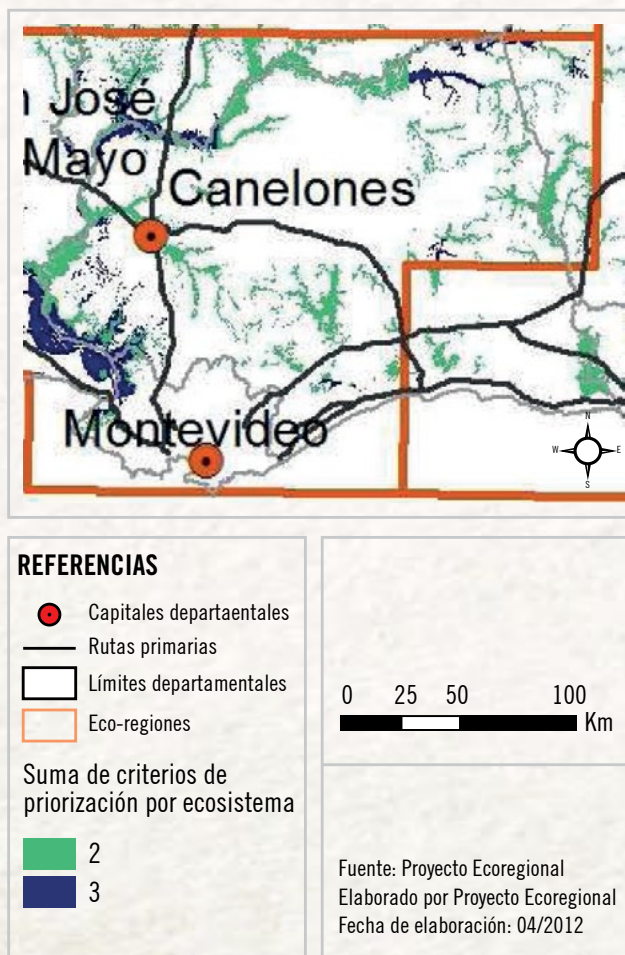 n José
Mayo
Canelones
Montevideo
N
W E
S
REFERENCIAS
Capitales departaentales
Rutas primarias
Límites departamentales
Eco-regiones
Suma de criterios de
priorización por ecosistema
2
3
0 25 50 100
Km
Fuente: Proyecto Ecoregional
Elaborado por Proyecto Ecoregional
Fecha de elaboración: 04/2012